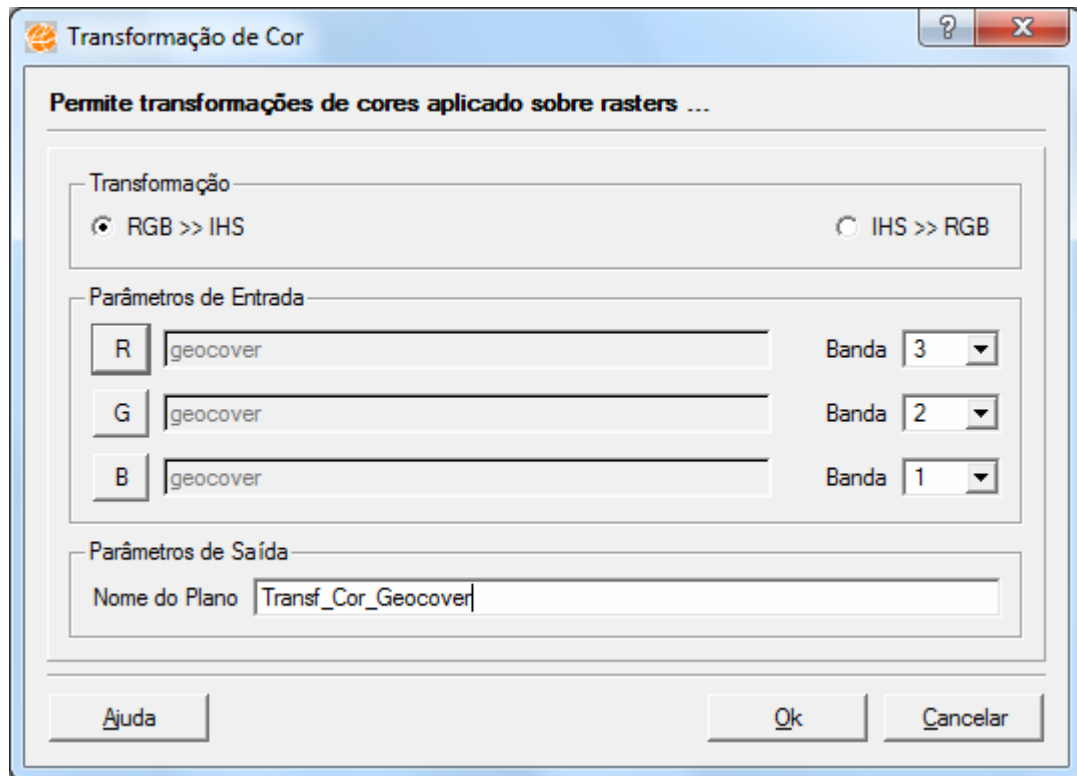 Transformação de Cor
Permite transformações de cores aplicado sobre rasters ...
Transformação
RGB >> IHS IHS >> RGB
Parâmetros de Entrada
R geocover Banda 3
G geocover Banda 2
B geocover Banda 1
Parâmetros de Saída
Nome do Plano Transf_Cor_Geocover
Ajuda Ok Cancelar